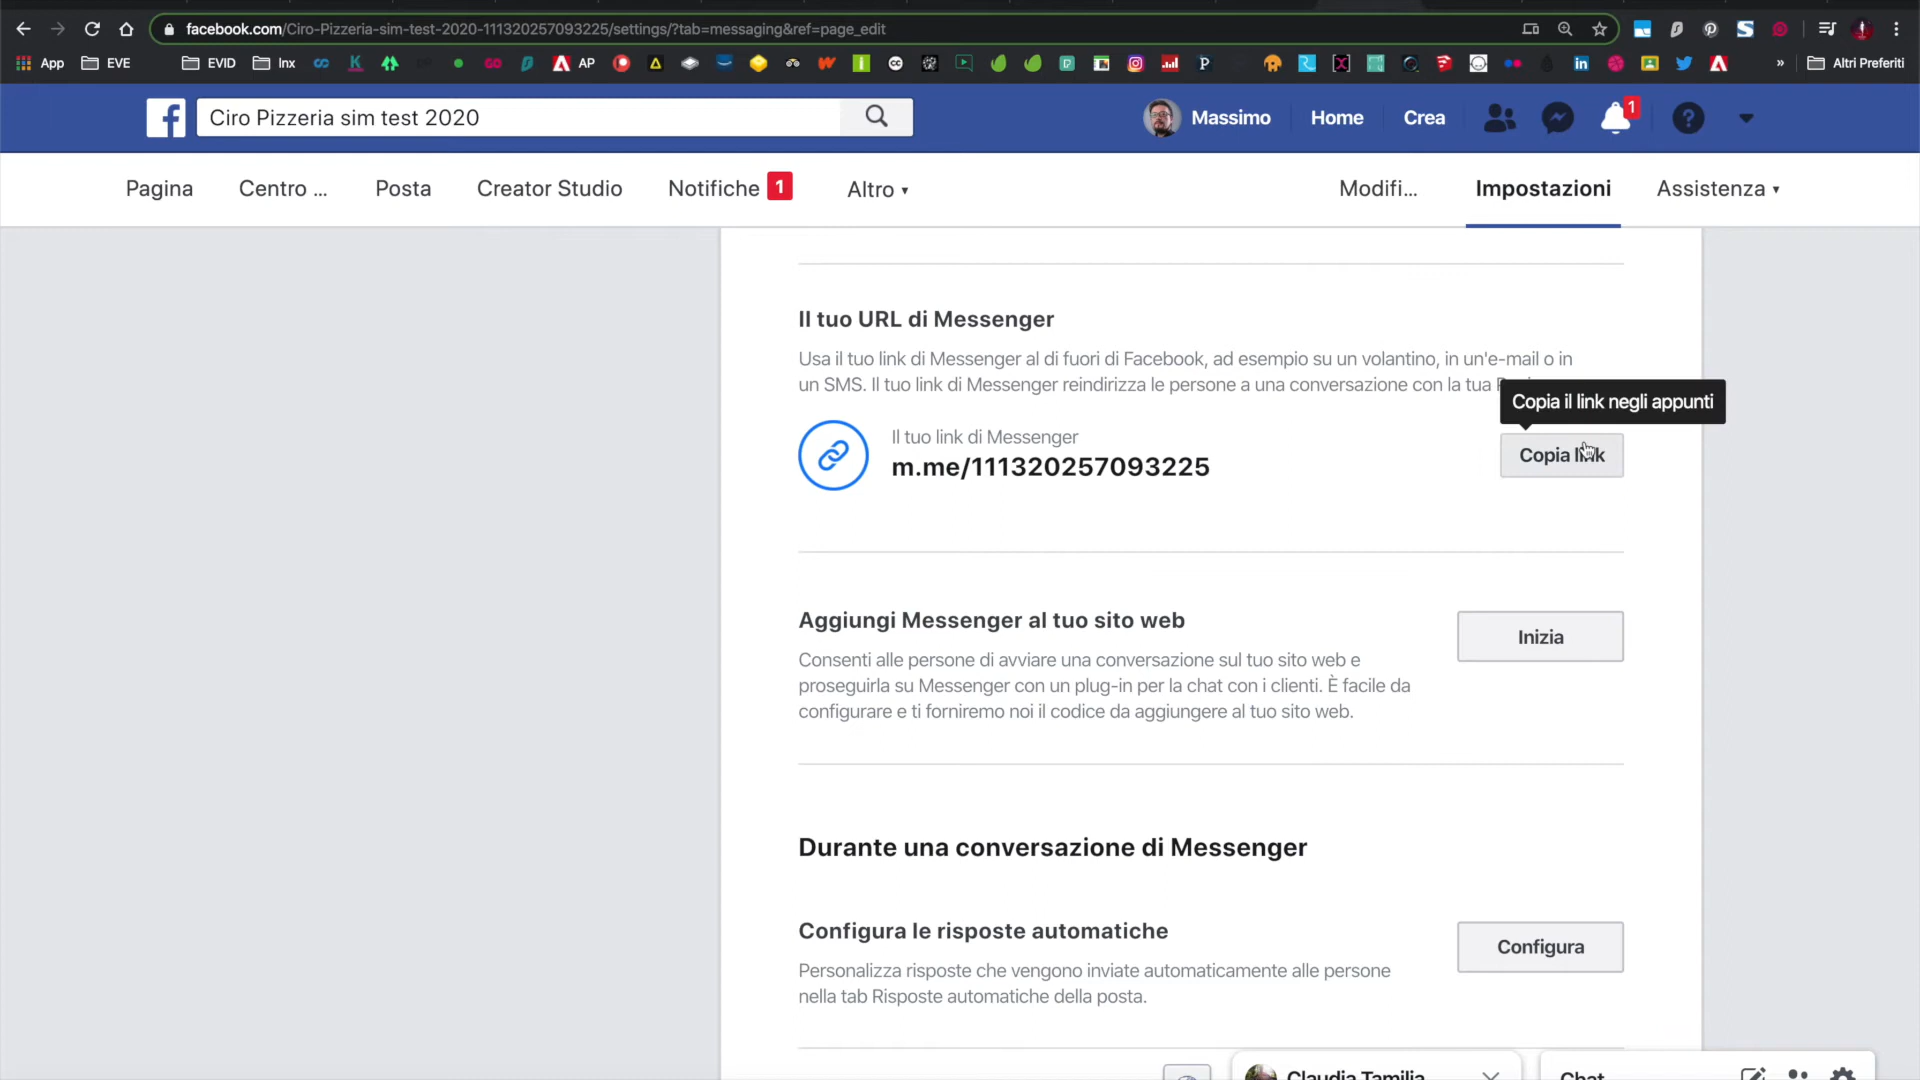 facebook.com/Ciro-Pizzeria-sim-test-2020-111320257093225/settings/?tab=messaging&ref=page_edit
App EVE EVID Inx AP » Altri Preferiti
Ciro Pizzeria sim test 2020
Massimo Home Crea 1
Pagina Centro ... Posta Creator Studio Notifiche 1 Altro Modifi... Impostazioni Assistenza
Il tuo URL di Messenger
Usa il tuo link di Messenger al di fuori di Facebook, ad esempio su un volantino, in un'e-mail o in
un SMS. Il tuo link di Messenger reindirizza le persone a una conversazione con la tua
Copia il link negli appunti
Il tuo link di Messenger
m.me/111320257093225
Copia link
Aggiungi Messenger al tuo sito web
Inizia
Consenti alle persone di avviare una conversazione sul tuo sito web e
proseguirla su Messenger con un plug-in per la chat con i clienti. È facile da
configurare e ti forniremo noi il codice da aggiungere al tuo sito web.
Durante una conversazione di Messenger
Configura le risposte automatiche
Configura
Personalizza risposte che vengono inviate automaticamente alle persone
nella tab Risposte automatiche della posta.
Claudia Tamilia
Chat